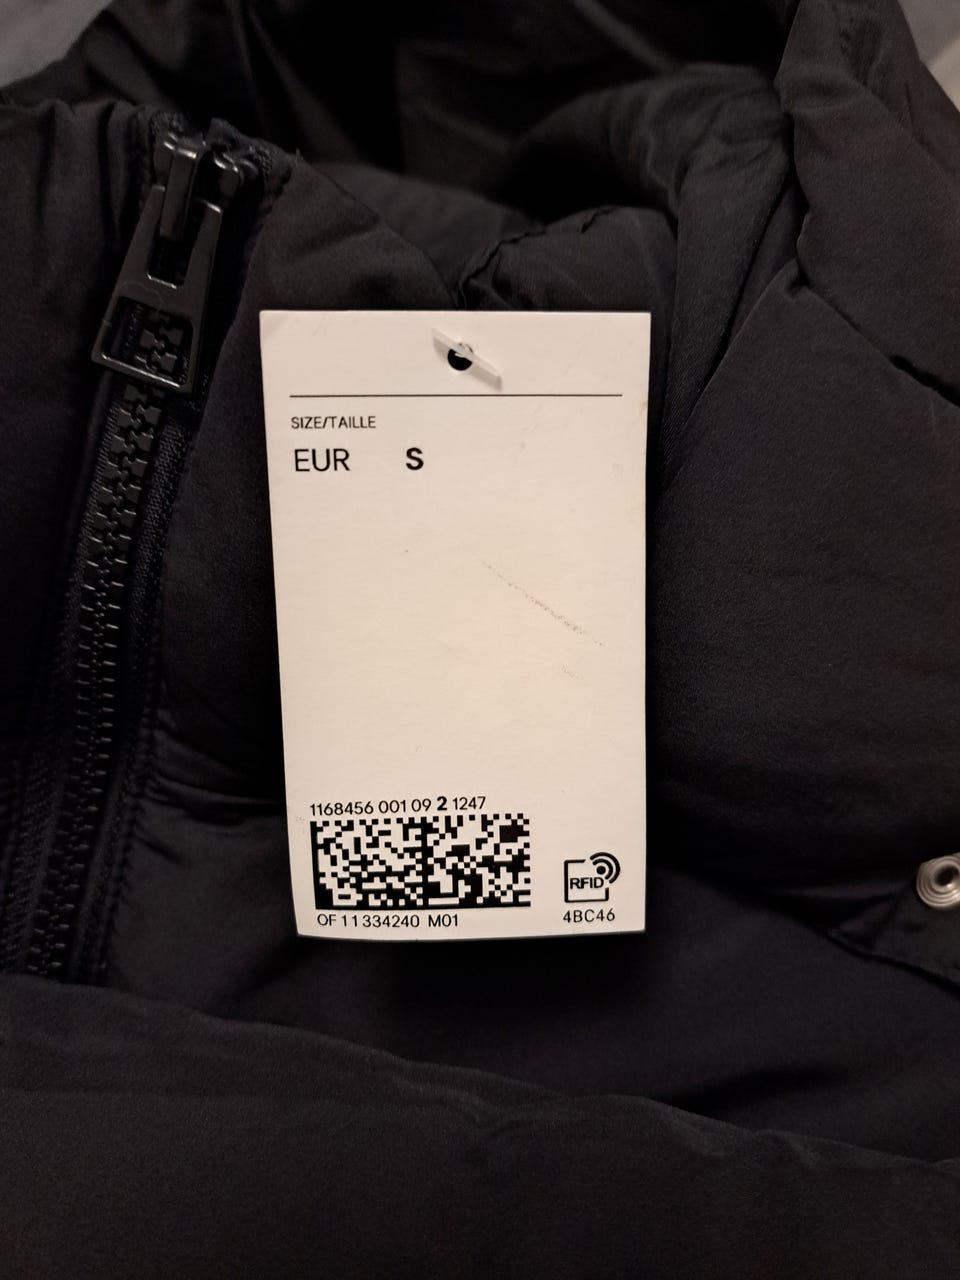 SIZE/TAILLE
EUR S
1168456 001 09 2 1247
OF 11 334240 M01
RFID
4BC46